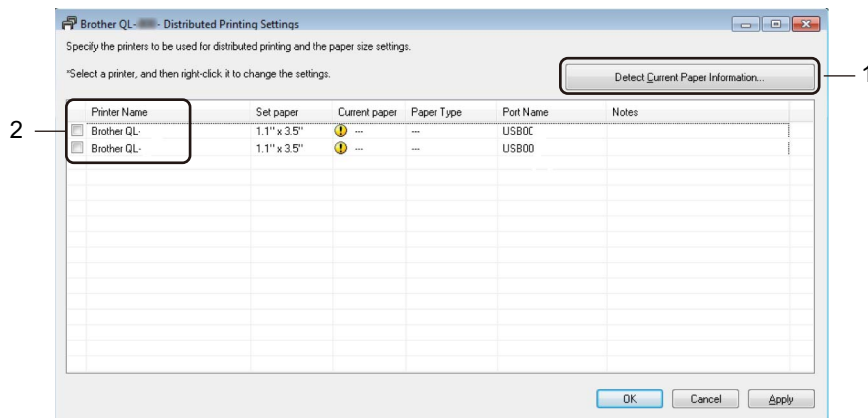 Brother QL- - Distributed Printing Settings
Specify the printers to be used for distributed printing and the paper size settings.
*Select a printer, and then right-click it to change the settings.
Detect Current Paper Information...
1
Printer Name Set paper Current paper Paper Type Port Name Notes
2
Brother QL- 1.1" x 3.5" --- --- USB00
Brother QL- 1.1" x 3.5" --- --- USB00
OK Cancel Apply